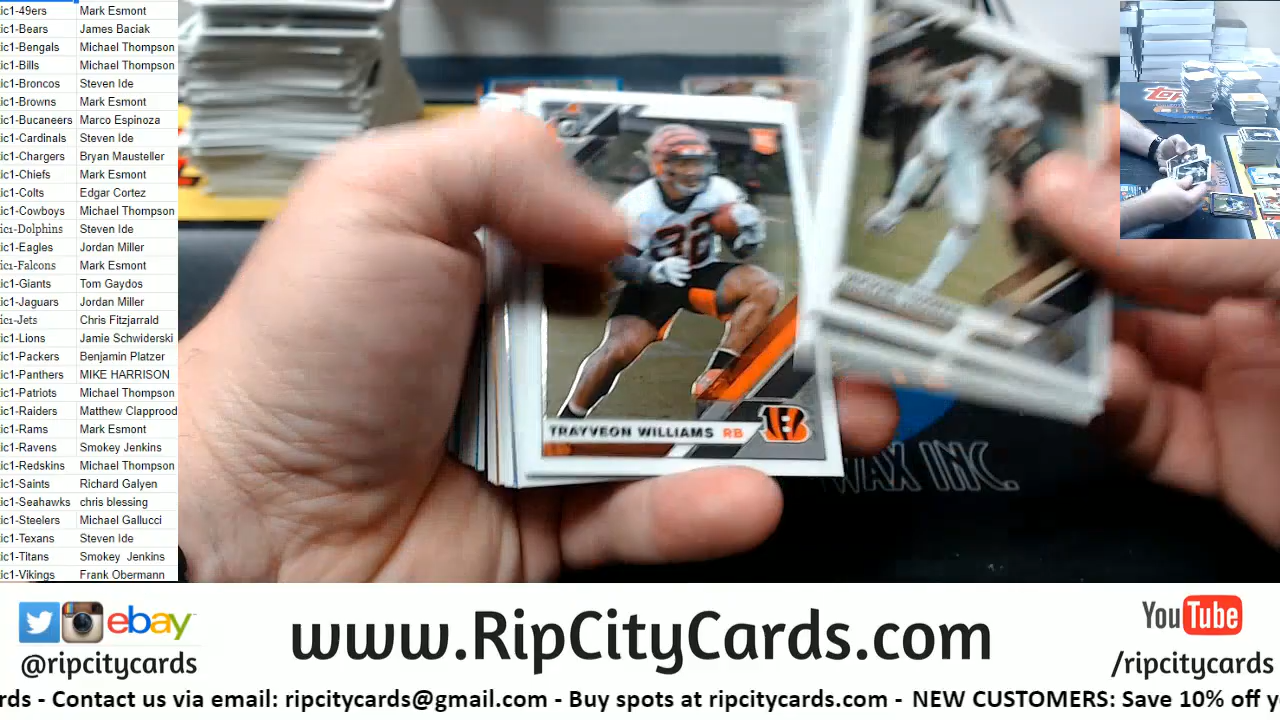 ic1-49ers Mark Esmont
ic1-Bears James Baciak
ic1-Bengals Michael Thompson
ic1-Bills Michael Thompson
ic1-Broncos Steven Ide
ic1-Browns Mark Esmont
ic1-Bucaneers Marco Espinoza
ic1-Cardinals Steven Ide
ic1-Chargers Bryan Mausteller
ic1-Chiefs Mark Esmont
ic1-Colts Edgar Cortez
ic1-Cowboys Michael Thompson
ic1-Dolphins Steven Ide
ic1-Eagles Jordan Miller
ic1-Falcons Mark Esmont
ic1-Giants Tom Gaydos
ic1-Jaguars Jordan Miller
ic1-Jets Chris Fitzjarrald
ic1-Lions Jamie Schwiderski
ic1-Packers Benjamin Platzer
ic1-Panthers MIKE HARRISON
ic1-Patriots Michael Thompson
ic1-Raiders Matthew Clapprood
ic1-Rams Mark Esmont
ic1-Ravens Smokey Jenkins
ic1-Redskins Michael Thompson
ic1-Saints Richard Galyen
ic1-Seahawks chris blessing
ic1-Steelers Michael Gallucci
ic1-Texans Steven Ide
ic1-Titans Smokey Jenkins
ic1-Vikings Frank Obermann
32
TRAYVEON WILLIAMS RB
B
WAX INC.
ebay
@ripcitycards
www.RipCityCards.com
YouTube
/ripcitycards
rds - Contact us via email: ripcitycards@gmail.com - Buy spots at ripcitycards.com - NEW CUSTOMERS: Save 10% off y